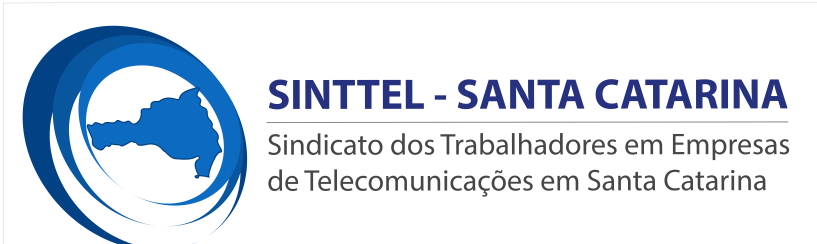 SINTTEL - SANTA CATARINA
Sindicato dos Trabalhadores em Empresas
de Telecomunicações em Santa Catarina